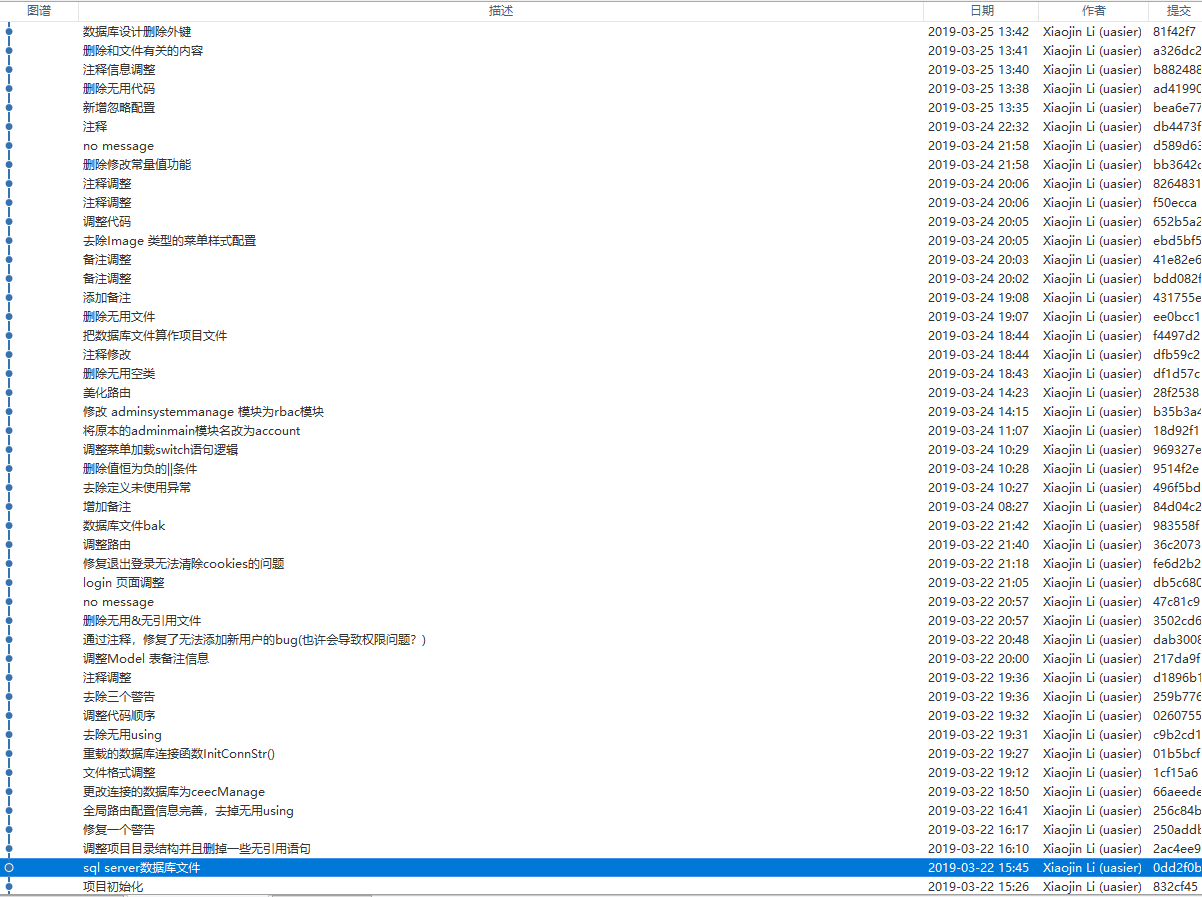 图谱 描述 日期 作者 提交
数据库设计删除外键 2019-03-25 13:42 Xiaojin Li (uasier) 81f42f7
删除和文件有关的内容 2019-03-25 13:41 Xiaojin Li (uasier) a326dc2
注释信息调整 2019-03-25 13:40 Xiaojin Li (uasier) b882488
删除无用代码 2019-03-25 13:38 Xiaojin Li (uasier) ad41990
新增忽略配置 2019-03-25 13:35 Xiaojin Li (uasier) bea6e77
注释 2019-03-24 22:32 Xiaojin Li (uasier) db4473f
no message 2019-03-24 21:58 Xiaojin Li (uasier) d589d63
删除修改常量值功能 2019-03-24 21:58 Xiaojin Li (uasier) bb3642c
注释调整 2019-03-24 20:06 Xiaojin Li (uasier) 8264831
注释调整 2019-03-24 20:06 Xiaojin Li (uasier) f50ecca
调整代码 2019-03-24 20:05 Xiaojin Li (uasier) 652b5a2
去除Image 类型的菜单样式配置 2019-03-24 20:05 Xiaojin Li (uasier) ebd5bf5
备注调整 2019-03-24 20:03 Xiaojin Li (uasier) 41e82e6
备注调整 2019-03-24 20:02 Xiaojin Li (uasier) bdd082f
添加备注 2019-03-24 19:08 Xiaojin Li (uasier) 431755e
删除无用文件 2019-03-24 19:07 Xiaojin Li (uasier) ee0bcc1
把数据库文件算作项目文件 2019-03-24 18:44 Xiaojin Li (uasier) f4497d2
注释修改 2019-03-24 18:44 Xiaojin Li (uasier) dfb59c2
删除无用空类 2019-03-24 18:43 Xiaojin Li (uasier) df1d57c
美化路由 2019-03-24 14:23 Xiaojin Li (uasier) 28f2538
修改 adminsystemmanage 模块为rbac模块 2019-03-24 14:15 Xiaojin Li (uasier) b35b3a4
将原本的adminmain模块名改为account 2019-03-24 11:07 Xiaojin Li (uasier) 18d92f1
调整菜单加载switch语句逻辑 2019-03-24 10:29 Xiaojin Li (uasier) 969327e
删除值恒为负的||条件 2019-03-24 10:28 Xiaojin Li (uasier) 9514f2e
去除定义未使用异常 2019-03-24 10:27 Xiaojin Li (uasier) 496f5bd
增加备注 2019-03-24 08:27 Xiaojin Li (uasier) 84d04c2
数据库文件bak 2019-03-22 21:42 Xiaojin Li (uasier) 983558f
调整路由 2019-03-22 21:40 Xiaojin Li (uasier) 36c2073
修复退出登录无法清除cookies的问题 2019-03-22 21:18 Xiaojin Li (uasier) fe6d2b2
login 页面调整 2019-03-22 21:05 Xiaojin Li (uasier) db5c680
no message 2019-03-22 20:57 Xiaojin Li (uasier) 47c81c9
删除无用&无引用文件 2019-03-22 20:57 Xiaojin Li (uasier) 3502cd6
通过注释，修复了无法添加新用户的bug(也许会导致权限问题？) 2019-03-22 20:48 Xiaojin Li (uasier) dab3008
调整Model 表备注信息 2019-03-22 20:00 Xiaojin Li (uasier) 217da9f
注释调整 2019-03-22 19:36 Xiaojin Li (uasier) d1896b1
去除三个警告 2019-03-22 19:36 Xiaojin Li (uasier) 259b776
调整代码顺序 2019-03-22 19:32 Xiaojin Li (uasier) 0260755
去除无用using 2019-03-22 19:31 Xiaojin Li (uasier) c9b2cd1
重载的数据库连接函数InitConnStr() 2019-03-22 19:27 Xiaojin Li (uasier) 01b5bcf
文件格式调整 2019-03-22 19:12 Xiaojin Li (uasier) 1cf15a6
更改连接的数据库为ceecManage 2019-03-22 18:50 Xiaojin Li (uasier) 66aeede
全局路由配置信息完善，去掉无用using 2019-03-22 16:41 Xiaojin Li (uasier) 256c84b
修复一个警告 2019-03-22 16:17 Xiaojin Li (uasier) 250addb
调整项目目录结构并且删掉一些无引用语句 2019-03-22 16:10 Xiaojin Li (uasier) 2ac4ee9
sql server数据库文件 2019-03-22 15:45 Xiaojin Li (uasier) 0dd2f0b
项目初始化 2019-03-22 15:26 Xiaojin Li (uasier) 832cf45